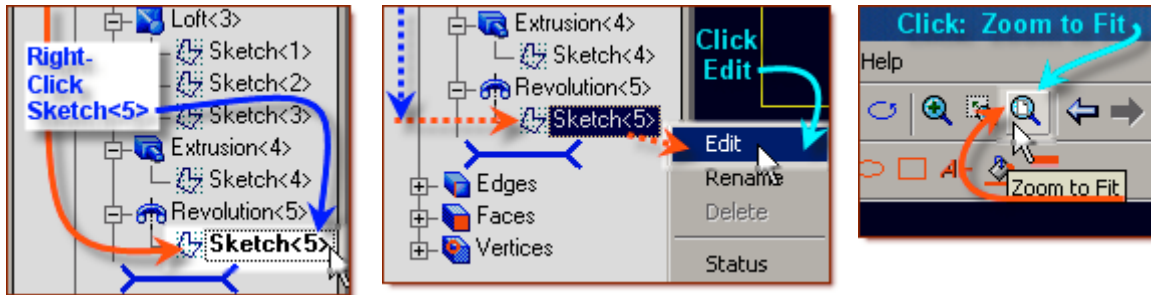 Loft<3>
Sketch<1>
Sketch<2>
Sketch<3>
Right-
Click
Sketch<5>
Extrusion<4>
Sketch<4>
Revolution<5>
Sketch<5>
Extrusion<4>
Sketch<4>
Revolution<5>
Sketch<5>
Edges
Faces
Vertices
Click
Edit
Edit
Rename
Delete
Status
Click: Zoom to Fit
Help
A
Zoom to Fit